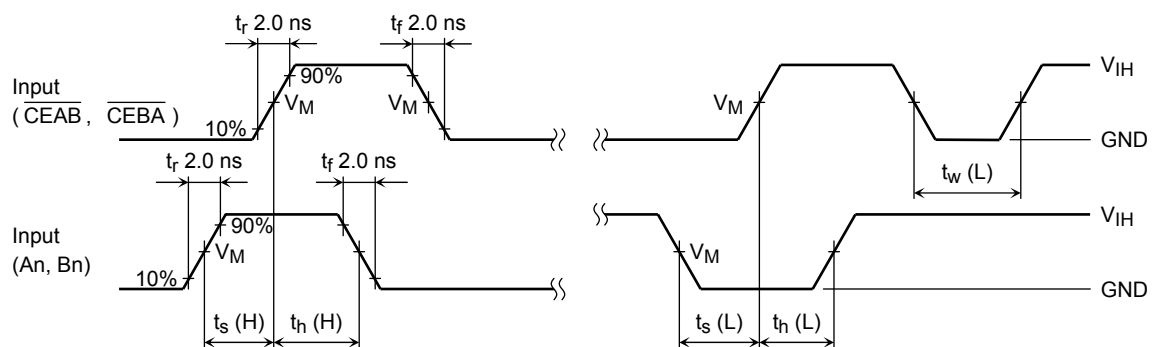 tr 2.0 ns
tf 2.0 ns
Input
(CEAB, CEBA)
90%
VM
VM
10%
VM
VIH
GND
tw (L)
tr 2.0 ns
tf 2.0 ns
Input
(An, Bn)
90%
VM
10%
VM
VIH
GND
ts (H)
th (H)
ts (L)
th (L)